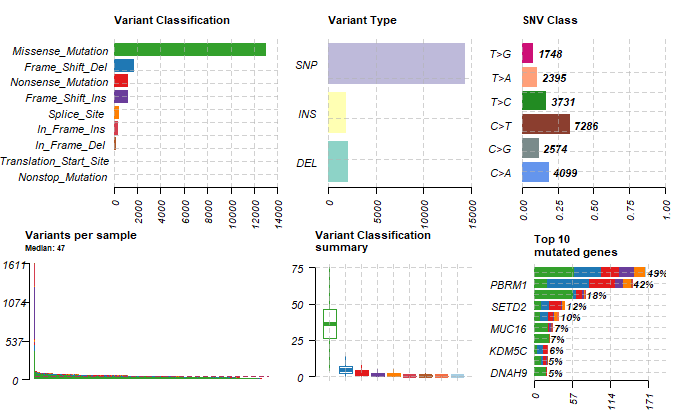 Variant Classification
Missense_Mutation
Frame_Shift_Del
Nonsense_Mutation
Frame_Shift_Ins
Splice_Site
In_Frame_Ins
In_Frame_Del
Translation_Start_Site
Nonstop_Mutation
0
2000
4000
6000
8000
10000
12000
14000
Variant Type
SNP
INS
DEL
0
5000
10000
15000
SNV Class
T>G 1748
T>A 2395
T>C 3731
C>T 7286
C>G 2574
C>A 4099
0.00
0.25
0.50
0.75
1.00
Variants per sample
Median: 47
1611
1074
537
0
Variant Classification
summary
75
50
25
0
Top 10
mutated genes
49%
PBRM1 42%
18%
SETD2 12%
10%
MUC16 7%
7%
KDM5C 6%
5%
DNAH9 5%
0
57
114
171